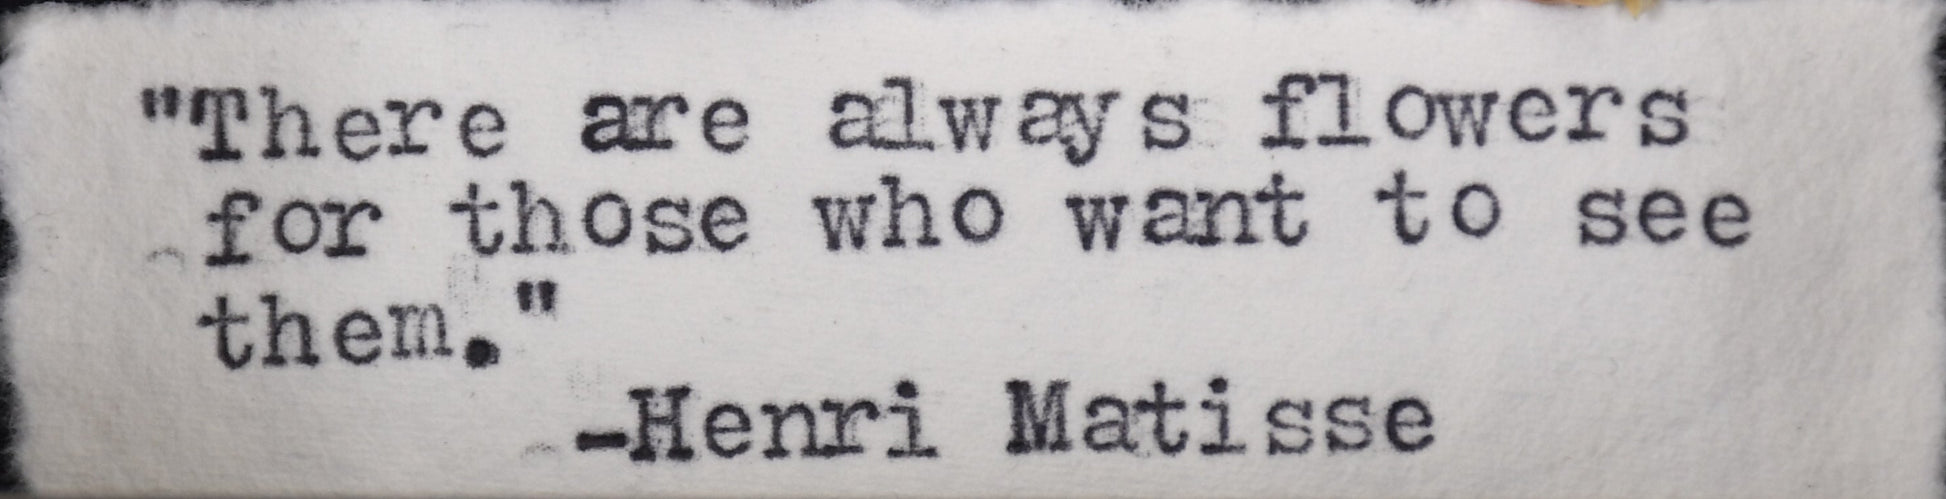 "There are always flowers
for those who want to see
them."
-Henri Matisse